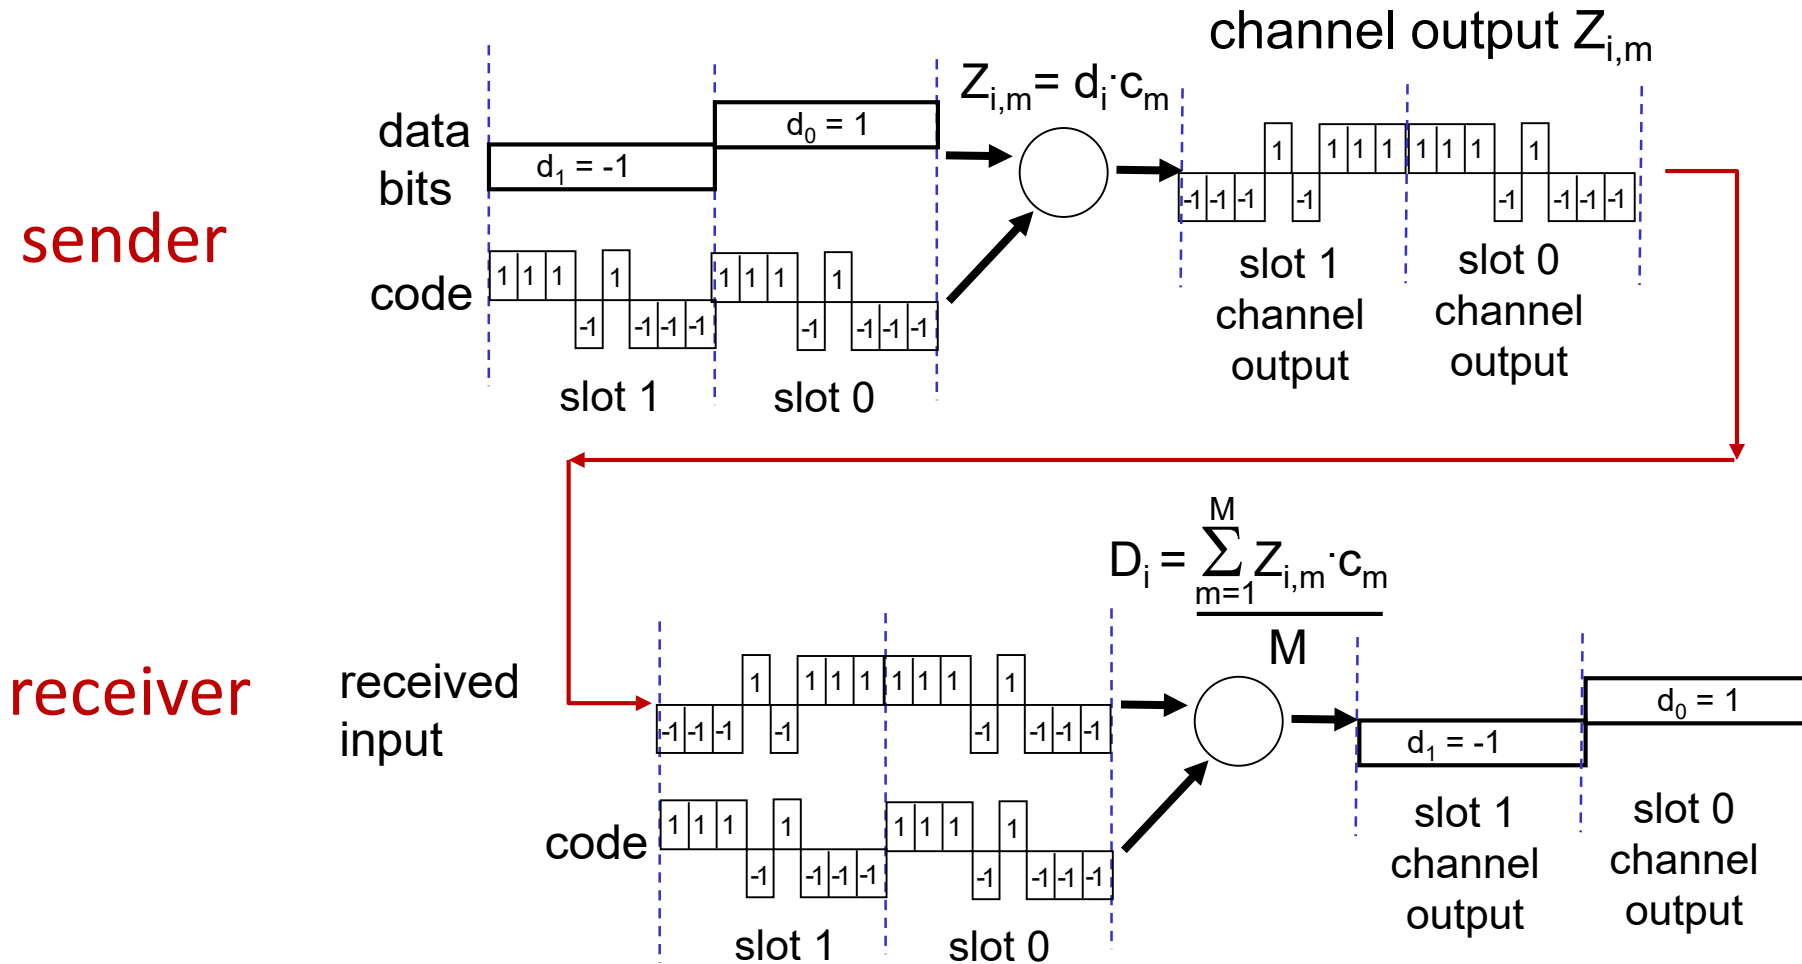 channel output Z_{i,m}
Z_{i,m} = d_i · c_m
data bits
d_0 = 1
d_1 = -1
sender
code
1 1 1 -1 1 -1 -1 -1
1 1 1 -1 1 -1 -1 -1
slot 1
slot 0
-1 -1 -1 1 -1 1 1 1
1 1 1 -1 1 -1 -1 -1
slot 1
channel
output
slot 0
channel
output
D_i = \frac{\sum_{m=1}^{M} Z_{i,m} · c_m}{M}
receiver
received
input
-1 -1 -1 1 -1 1 1 1
1 1 1 -1 1 -1 -1 -1
code
1 1 1 -1 1 -1 -1 -1
1 1 1 -1 1 -1 -1 -1
slot 1
slot 0
d_0 = 1
d_1 = -1
slot 1
channel
output
slot 0
channel
output